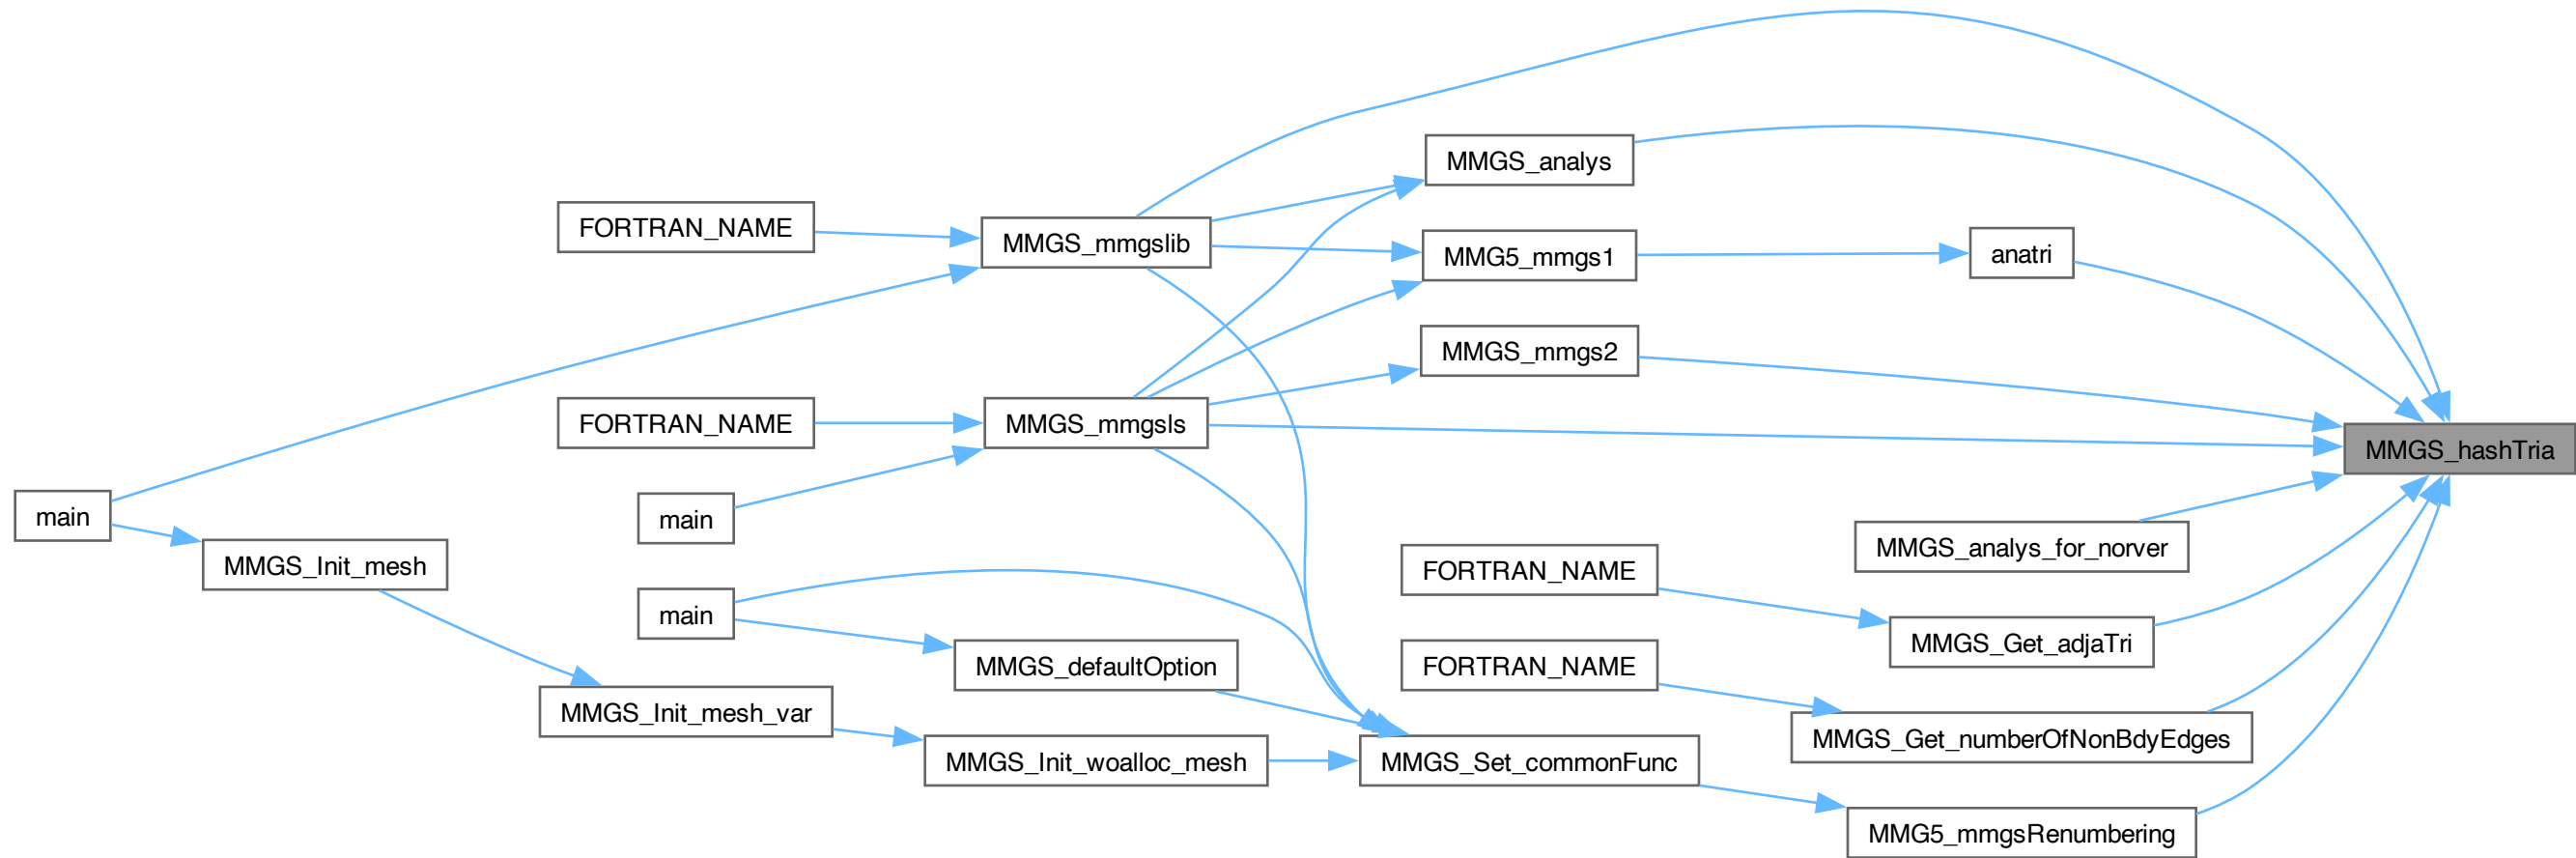 MMGS_analys
FORTRAN_NAME
MMGS_mmgslib
MMG5_mmgs1
anatri
MMGS_mmgs2
FORTRAN_NAME
MMGS_mmgsls
MMGS_hashTria
main
main
MMGS_analys_for_norver
MMGS_Init_mesh
FORTRAN_NAME
main
MMGS_Get_adjaTri
MMGS_defaultOption
FORTRAN_NAME
MMGS_Init_mesh_var
MMGS_Get_numberOfNonBdyEdges
MMGS_Init_woalloc_mesh
MMGS_Set_commonFunc
MMG5_mmgsRenumbering